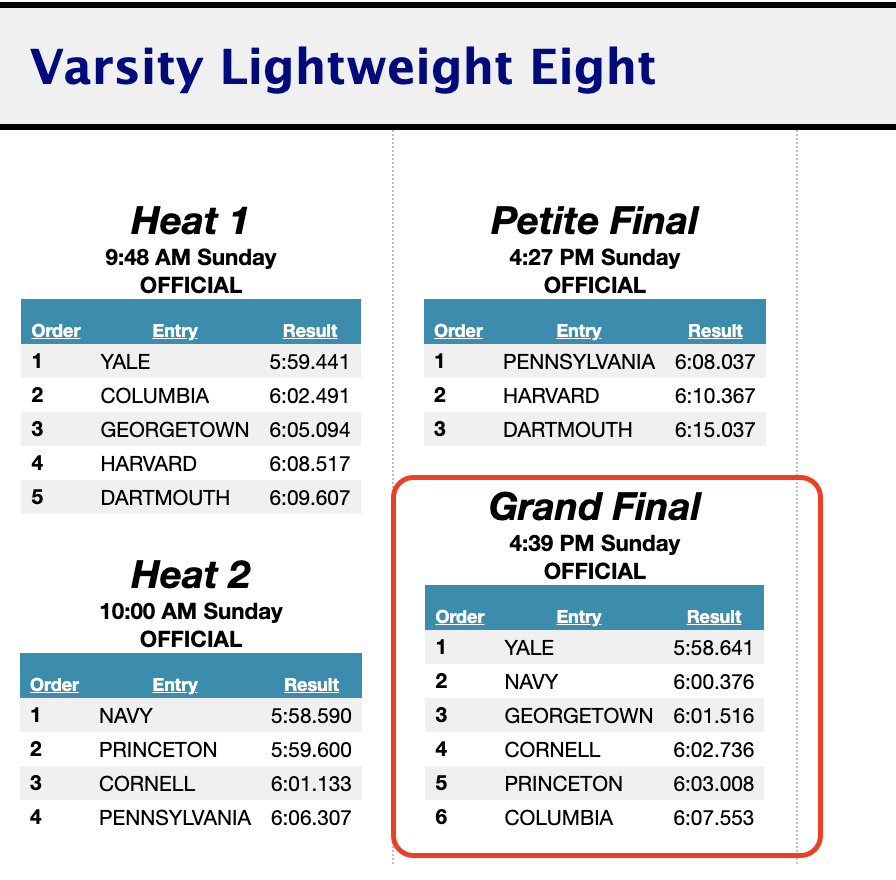 Varsity Lightweight Eight
Heat 1
9:48 AM Sunday
OFFICIAL
Order Entry Result
1 YALE 5:59.441
2 COLUMBIA 6:02.491
3 GEORGETOWN 6:05.094
4 HARVARD 6:08.517
5 DARTMOUTH 6:09.607
Heat 2
10:00 AM Sunday
OFFICIAL
Order Entry Result
1 NAVY 5:58.590
2 PRINCETON 5:59.600
3 CORNELL 6:01.133
4 PENNSYLVANIA 6:06.307
Petite Final
4:27 PM Sunday
OFFICIAL
Order Entry Result
1 PENNSYLVANIA 6:08.037
2 HARVARD 6:10.367
3 DARTMOUTH 6:15.037
Grand Final
4:39 PM Sunday
OFFICIAL
Order Entry Result
1 YALE 5:58.641
2 NAVY 6:00.376
3 GEORGETOWN 6:01.516
4 CORNELL 6:02.736
5 PRINCETON 6:03.008
6 COLUMBIA 6:07.553